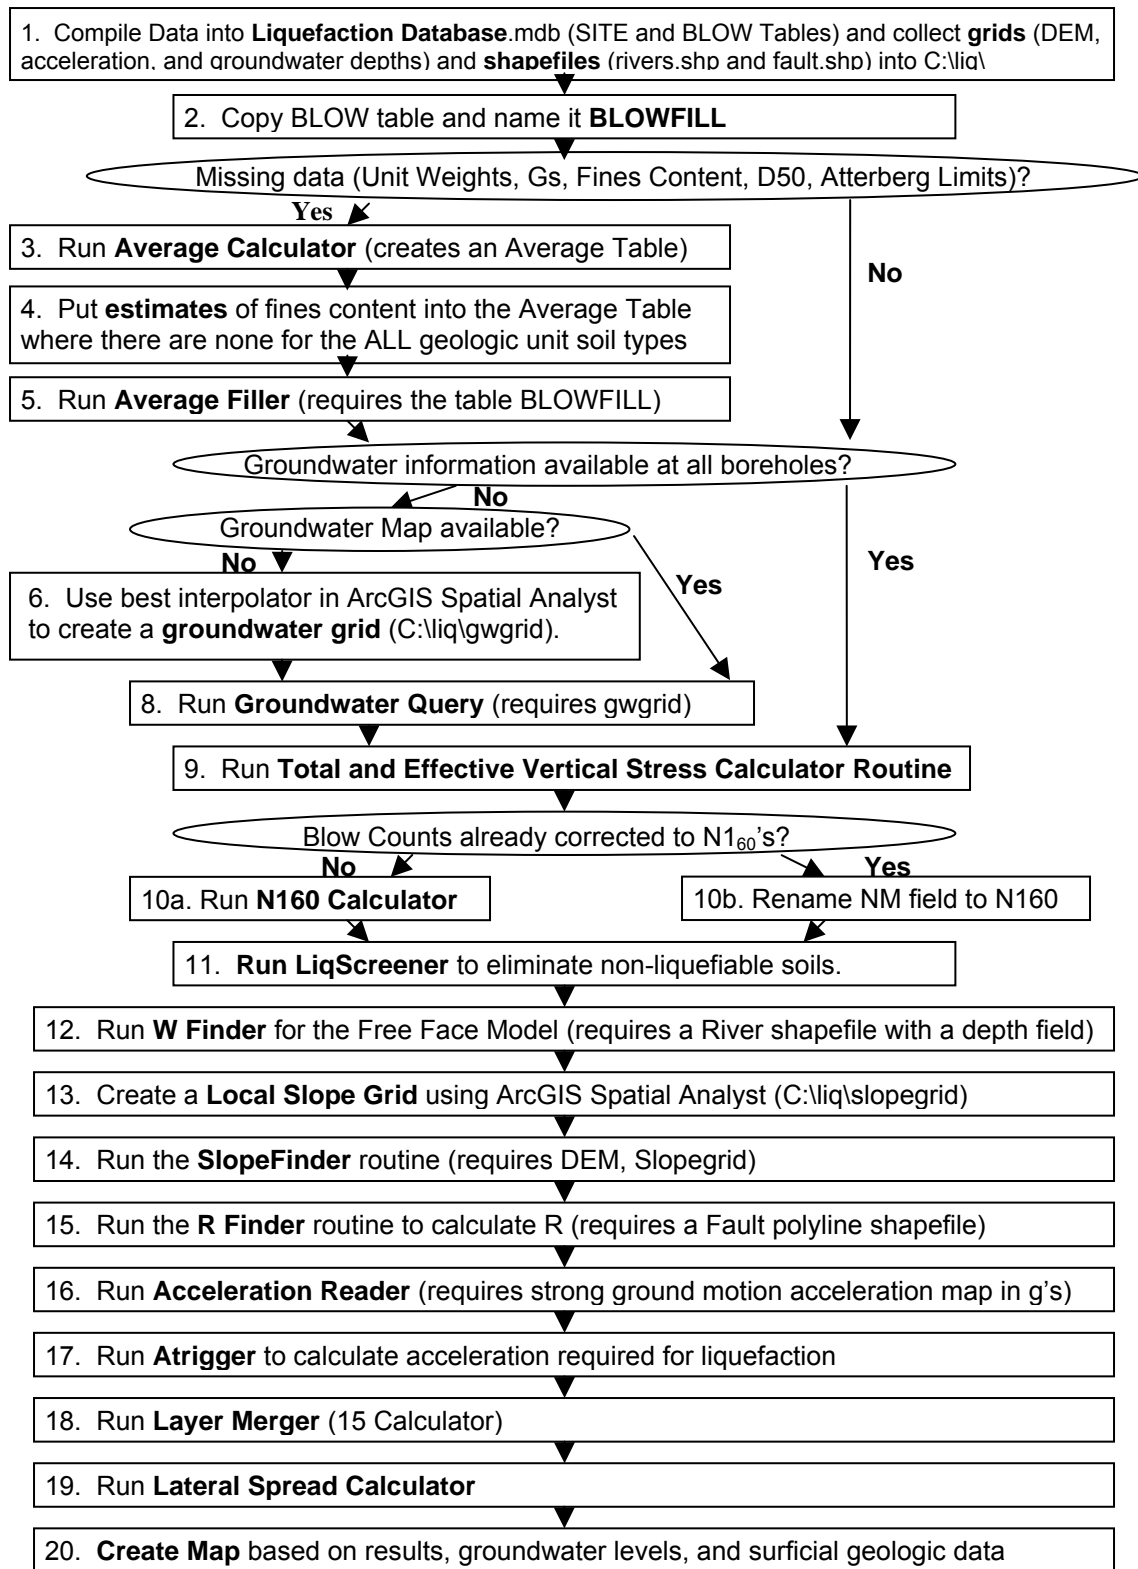 1. Compile Data into Liquefaction Database.mdb (SITE and BLOW Tables) and collect grids (DEM,
acceleration, and groundwater depths) and shapefiles (rivers.shp and fault.shp) into C:\liq\
2. Copy BLOW table and name it BLOWFILL
Missing data (Unit Weights, Gs, Fines Content, D50, Atterberg Limits)?
Yes
3. Run Average Calculator (creates an Average Table)
No
4. Put estimates of fines content into the Average Table
where there are none for the ALL geologic unit soil types
5. Run Average Filler (requires the table BLOWFILL)
Groundwater information available at all boreholes?
No
Groundwater Map available?
No
Yes
Yes
6. Use best interpolator in ArcGIS Spatial Analyst
to create a groundwater grid (C:\liq\gwgrid).
8. Run Groundwater Query (requires gwgrid)
9. Run Total and Effective Vertical Stress Calculator Routine
Blow Counts already corrected to N1₆₀'s?
No
Yes
10a. Run N160 Calculator
10b. Rename NM field to N160
11. Run LiqScreener to eliminate non-liquefiable soils.
12. Run W Finder for the Free Face Model (requires a River shapefile with a depth field)
13. Create a Local Slope Grid using ArcGIS Spatial Analyst (C:\liq\slopegrid)
14. Run the SlopeFinder routine (requires DEM, Slopegrid)
15. Run the R Finder routine to calculate R (requires a Fault polyline shapefile)
16. Run Acceleration Reader (requires strong ground motion acceleration map in g's)
17. Run Atrigger to calculate acceleration required for liquefaction
18. Run Layer Merger (15 Calculator)
19. Run Lateral Spread Calculator
20. Create Map based on results, groundwater levels, and surficial geologic data